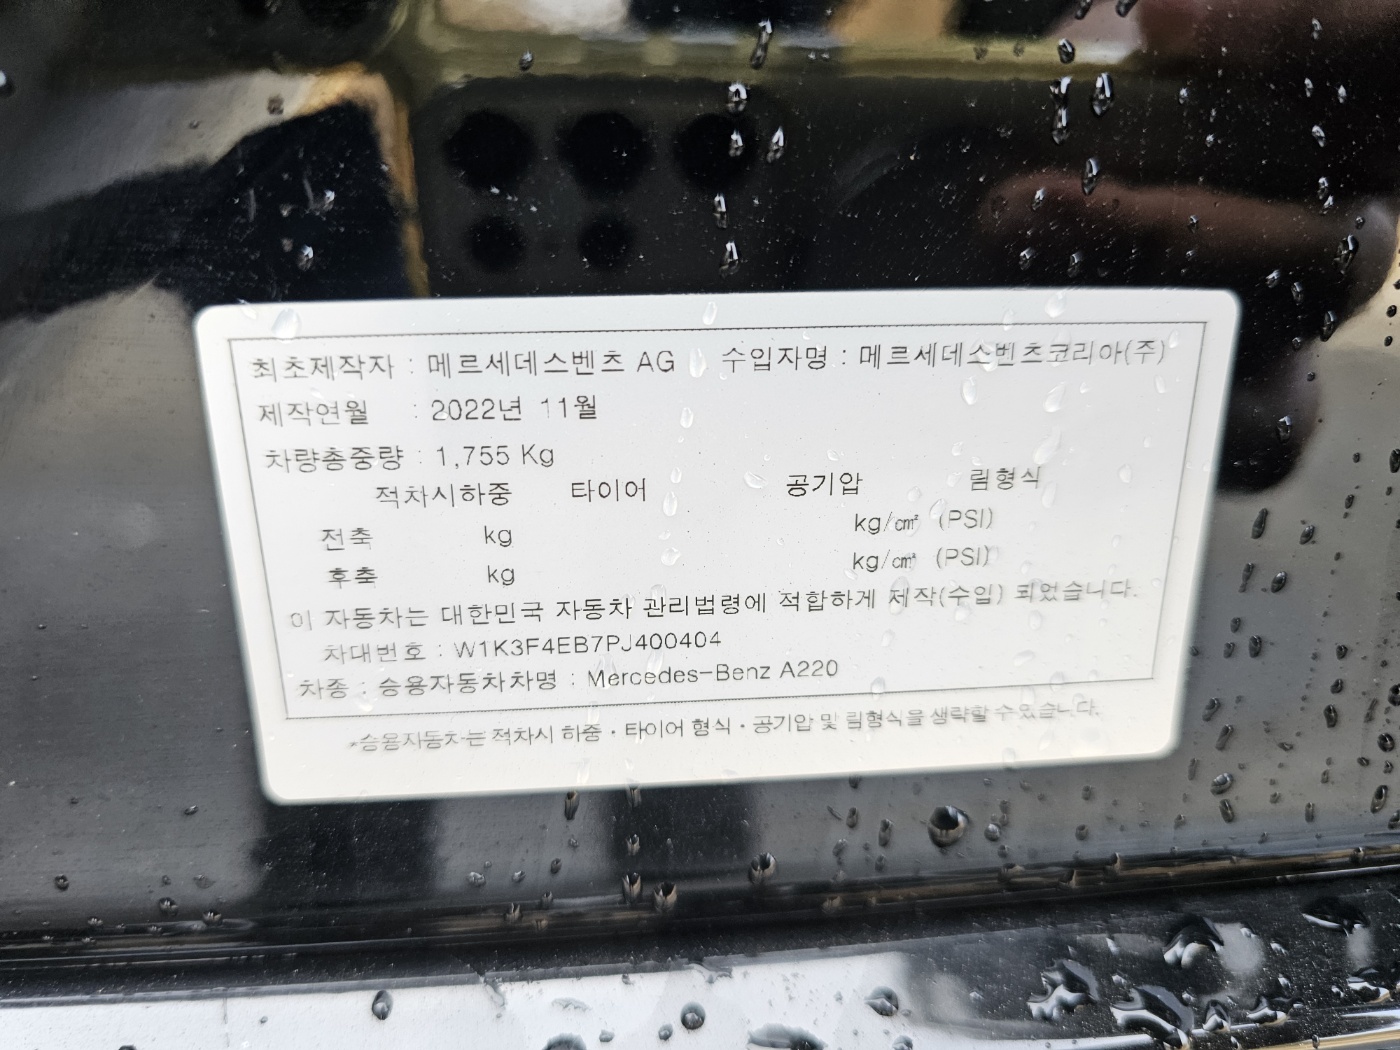 최초제작자 : 메르세데스벤츠 AG 수입자명 : 메르세데스벤츠코리아(주)
제작연월 : 2022년 11월
차량총중량 : 1,755 Kg
적차시하중 타이어 공기압 림형식
전축 kg kg/㎠ (PSI)
후축 kg kg/㎠ (PSI)
이 자동차는 대한민국 자동차 관리법령에 적합하게 제작(수입) 되었습니다.
차대번호 : W1K3F4EB7PJ400404
차종 : 승용자동차차명 : Mercedes-Benz A220
*승용자동차는 적차시 하중·타이어 형식·공기압 및 림형식을 생략할 수있습니다.